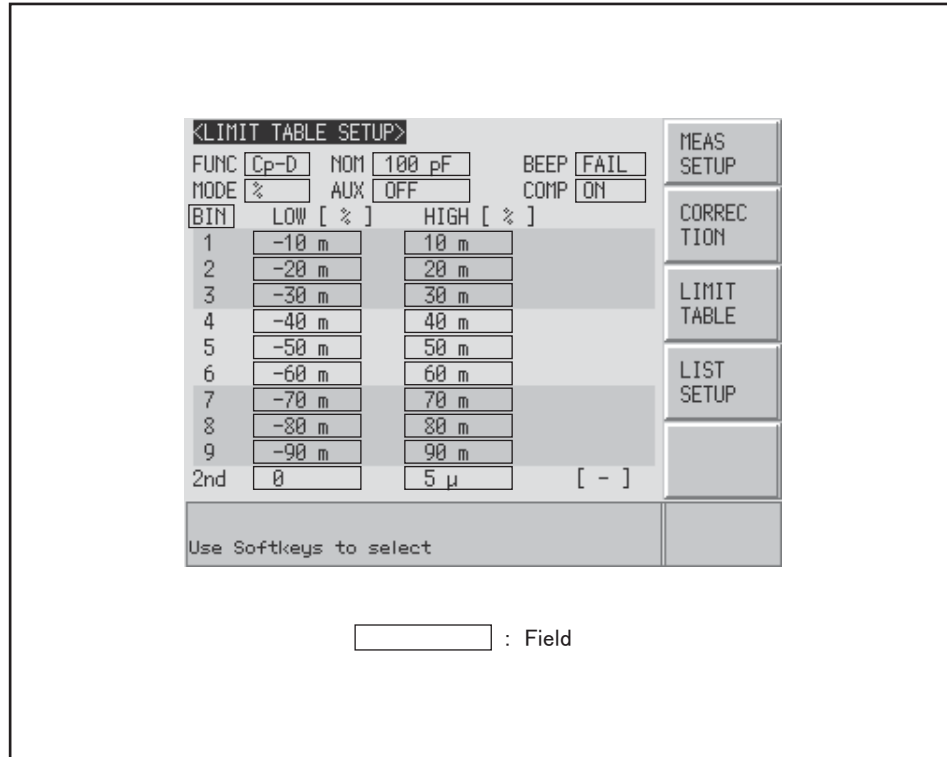 <LIMIT TABLE SETUP>
FUNC Cp-D NOM 100 pF BEEP FAIL
MODE % AUX OFF COMP ON
BIN LOW [ % ] HIGH [ % ]
1 -10 m 10 m
2 -20 m 20 m
3 -30 m 30 m
4 -40 m 40 m
5 -50 m 50 m
6 -60 m 60 m
7 -70 m 70 m
8 -80 m 80 m
9 -90 m 90 m
2nd 0 5 µ [ - ]
Use Softkeys to select
MEAS
SETUP
CORREC
TION
LIMIT
TABLE
LIST
SETUP
: Field